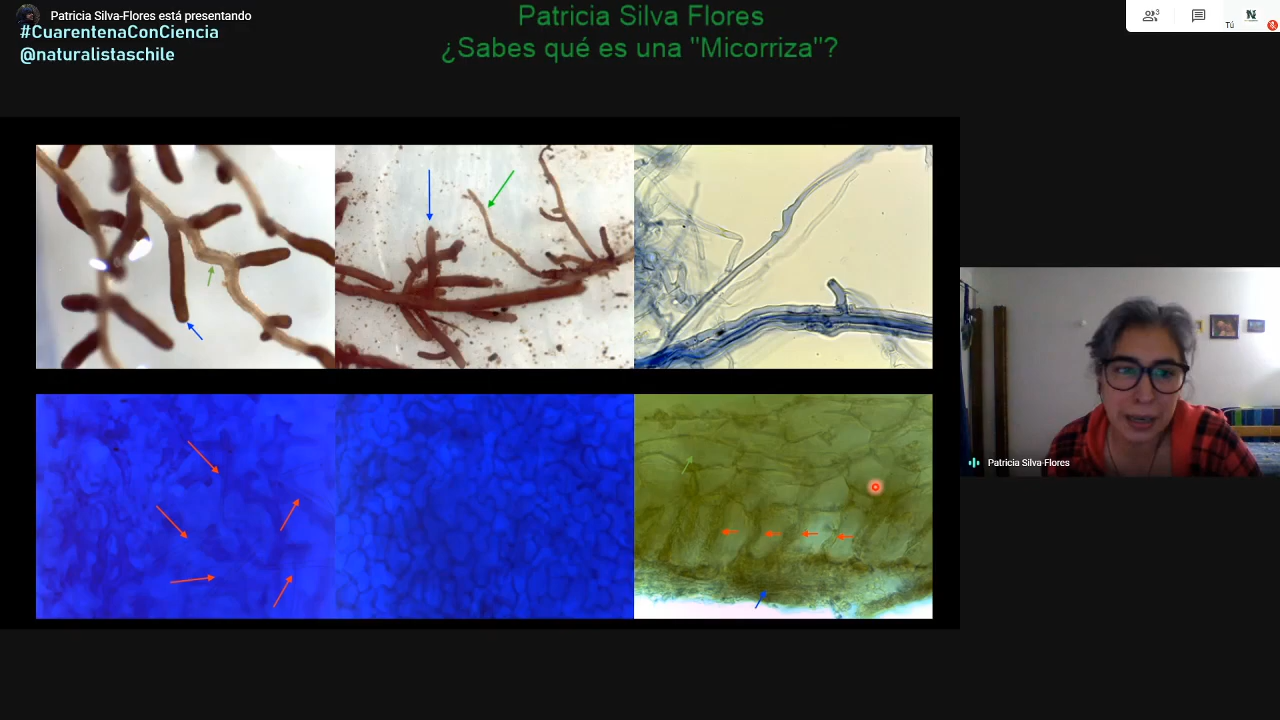 Patricia Silva-Flores está presentando
#CuarentenaConCiencia
@naturalistaschile
Patricia Silva Flores
¿Sabes qué es una "Micorriza"?
3
Tú
N
Patricia Silva-Flores